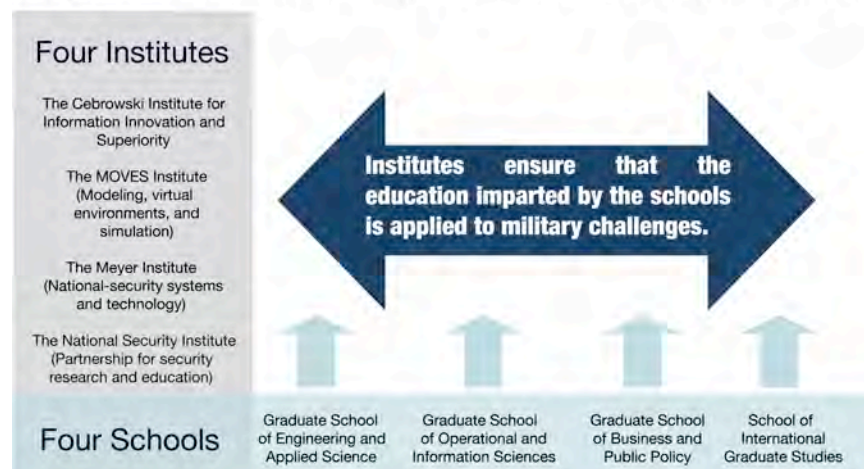 Four Institutes
The Cebrowski Institute for
Information Innovation and
Superiority
The MOVES Institute
(Modeling, virtual
environments, and
simulation)
The Meyer Institute
(National-security systems
and technology)
The National Security Institute
(Partnership for security
research and education)
Institutes ensure that the
education imparted by the schools
is applied to military challenges.
Four Schools
Graduate School
of Engineering and
Applied Science
Graduate School
of Operational and
Information Sciences
Graduate School
of Business and
Public Policy
School of
International
Graduate Studies